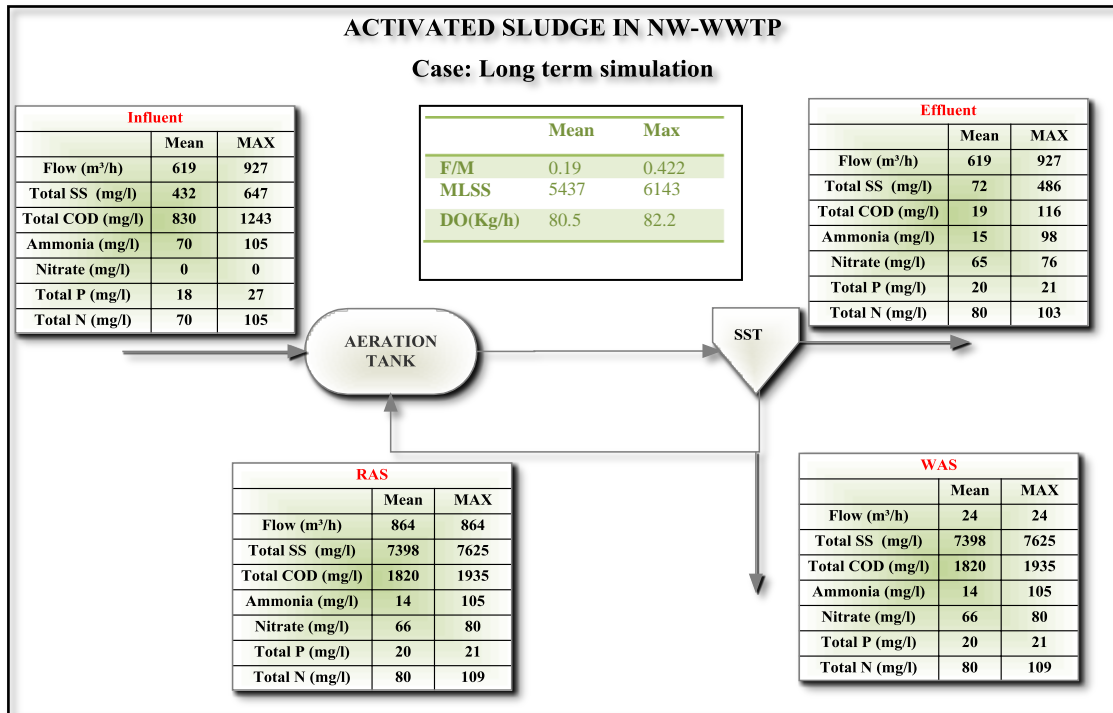 ACTIVATED SLUDGE IN NW-WWTP
Case: Long term simulation
Influent
Mean MAX
Flow (m³/h) 619 927
Total SS (mg/l) 432 647
Total COD (mg/l) 830 1243
Ammonia (mg/l) 70 105
Nitrate (mg/l) 0 0
Total P (mg/l) 18 27
Total N (mg/l) 70 105
Mean Max
F/M 0.19 0.422
MLSS 5437 6143
DO(Kg/h) 80.5 82.2
Effluent
Mean MAX
Flow (m³/h) 619 927
Total SS (mg/l) 72 486
Total COD (mg/l) 19 116
Ammonia (mg/l) 15 98
Nitrate (mg/l) 65 76
Total P (mg/l) 20 21
Total N (mg/l) 80 103
AERATION
TANK
SST
RAS
Mean MAX
Flow (m³/h) 864 864
Total SS (mg/l) 7398 7625
Total COD (mg/l) 1820 1935
Ammonia (mg/l) 14 105
Nitrate (mg/l) 66 80
Total P (mg/l) 20 21
Total N (mg/l) 80 109
WAS
Mean MAX
Flow (m³/h) 24 24
Total SS (mg/l) 7398 7625
Total COD (mg/l) 1820 1935
Ammonia (mg/l) 14 105
Nitrate (mg/l) 66 80
Total P (mg/l) 20 21
Total N (mg/l) 80 109